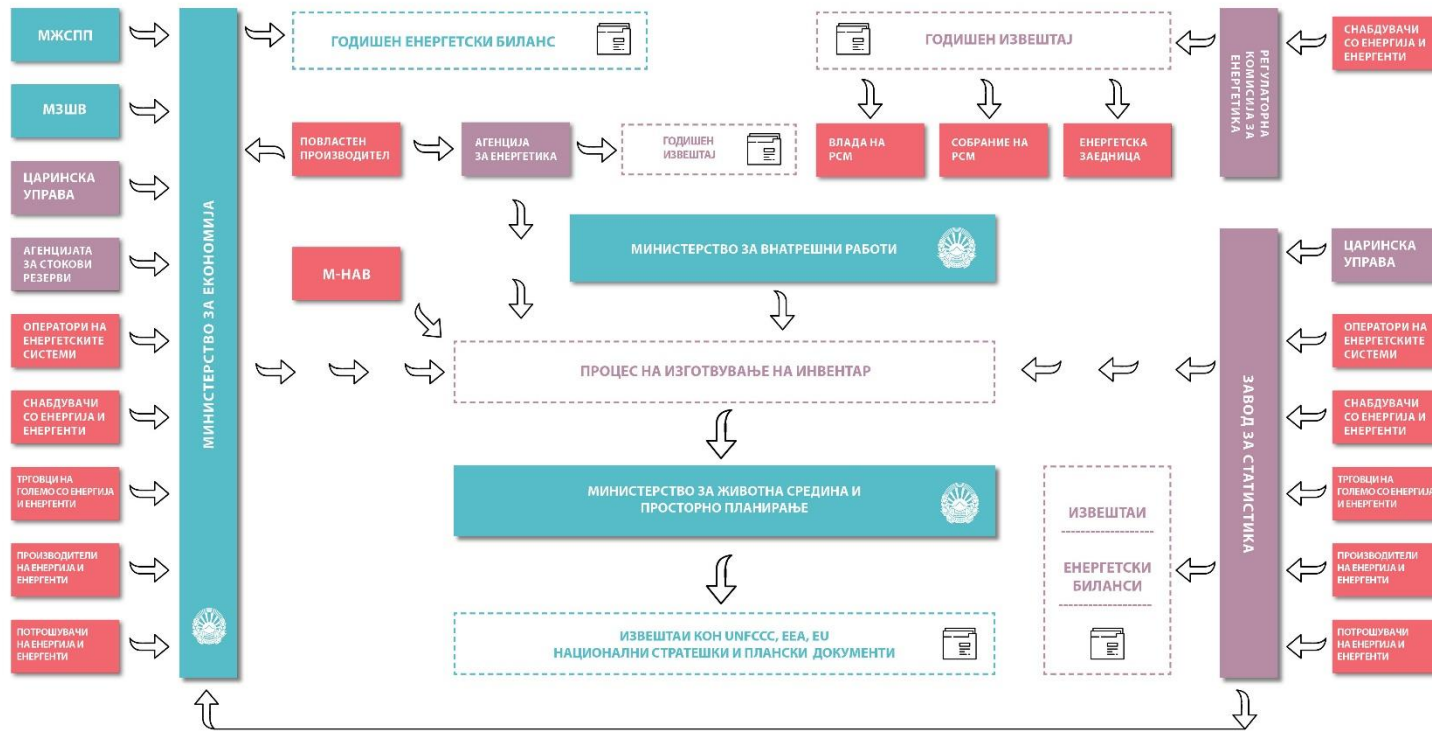 МЖСПП
МЗШВ
ЦАРИНСКА
УПРАВА
АГЕНЦИЈАТА
ЗА СТОКОВИ
РЕЗЕРВИ
ОПЕРАТОРИ НА
ЕНЕРГЕТСКИТЕ
СИСТЕМИ
СНАБДУВАЧИ
СО ЕНЕРГИЈА И
ЕНЕРГЕНТИ
ТРГОВЦИ НА
ГОЛЕМО СО ЕНЕРГИЈА
И ЕНЕРГЕНТИ
ПРОИЗВОДИТЕЛИ
НА ЕНЕРГИЈА И
ЕНЕРГЕНТИ
ПОТРОШУВАЧИ
НА ЕНЕРГИЈА И
ЕНЕРГЕНТИ
МИНИСТЕРСТВО ЗА ЕКОНОМИЈА
ГОДИШЕН ЕНЕРГЕТСКИ БИЛАНС
ПОВЛАСТЕН
ПРОИЗВОДИТЕЛ
АГЕНЦИЈА
ЗА ЕНЕРГЕТИКА
ГОДИШЕН
ИЗВЕШТАЈ
ГОДИШЕН ИЗВЕШТАЈ
ВЛАДА НА
РСМ
СОБРАНИЕ НА
РСМ
ЕНЕРГЕТСКА
ЗАЕДНИЦА
М-НАВ
МИНИСТЕРСТВО ЗА ВНАТРЕШНИ РАБОТИ
ПРОЦЕС НА ИЗГОТВУВАЊЕ НА ИНВЕНТАР
МИНИСТЕРСТВО ЗА ЖИВОТНА СРЕДИНА И
ПРОСТОРНО ПЛАНИРАЊЕ
ИЗВЕШТАИ КОН UNFCCC, EEA, EU
НАЦИОНАЛНИ СТРАТЕШКИ И ПЛАНСКИ ДОКУМЕНТИ
ИЗВЕШТАИ
ЕНЕРГЕТСКИ
БИЛАНСИ
РЕГУЛАТОРНА
КОМИСИЈА ЗА
ЕНЕРГЕТИКА
ЗАВОД ЗА СТАТИСТИКА
СНАБДУВАЧИ
СО ЕНЕРГИЈА И
ЕНЕРГЕНТИ
ЦАРИНСКА
УПРАВА
ОПЕРАТОРИ НА
ЕНЕРГЕТСКИТЕ
СИСТЕМИ
СНАБДУВАЧИ
СО ЕНЕРГИЈА И
ЕНЕРГЕНТИ
ТРГОВЦИ НА
ГОЛЕМО СО ЕНЕРГИЈА
И ЕНЕРГЕНТИ
ПРОИЗВОДИТЕЛИ
НА ЕНЕРГИЈА И
ЕНЕРГЕНТИ
ПОТРОШУВАЧИ
НА ЕНЕРГИЈА И
ЕНЕРГЕНТИ